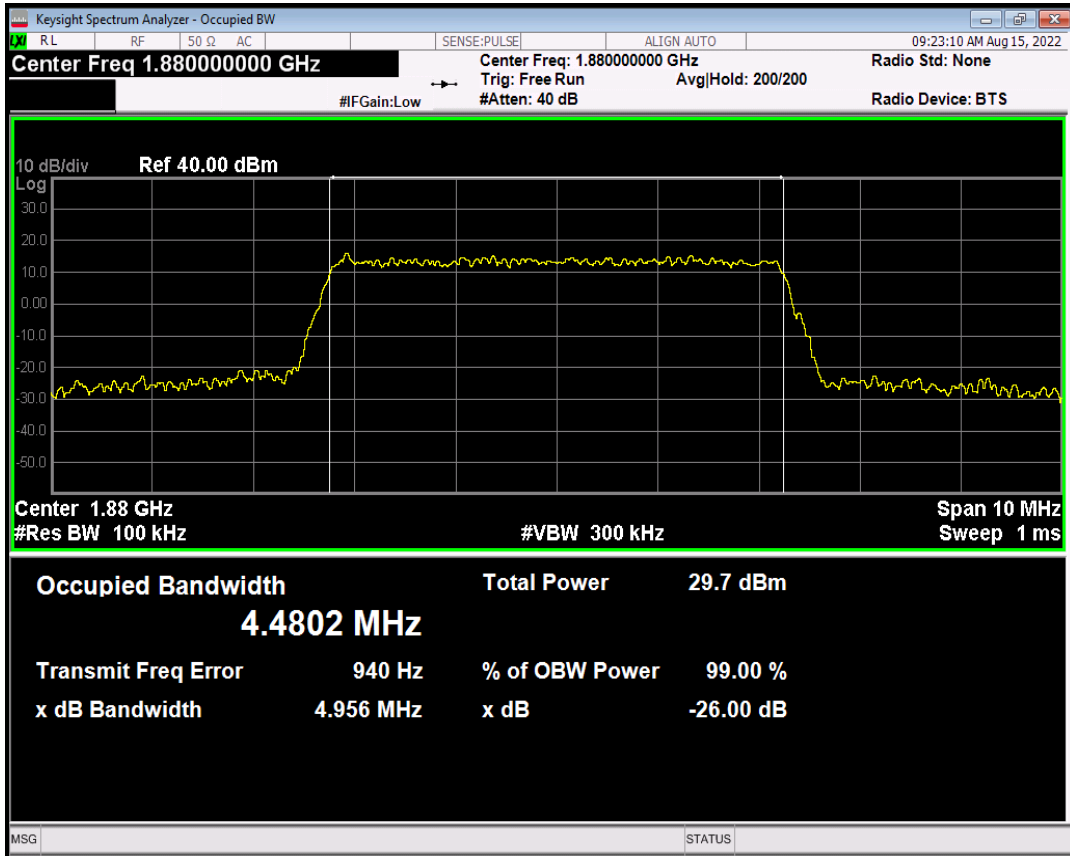 Keysight Spectrum Analyzer - Occupied BW
LXI RL RF 50 Ω AC SENSE:PULSE ALIGN AUTO 09:23:10 AM Aug 15, 2022
Center Freq 1.880000000 GHz Center Freq: 1.880000000 GHz Radio Std: None
Trig: Free Run Avg|Hold: 200/200
#IFGain:Low #Atten: 40 dB Radio Device: BTS
10 dB/div Ref 40.00 dBm
Log
30.0
20.0
10.0
0.00
-10.0
-20.0
-30.0
-40.0
-50.0
Center 1.88 GHz Span 10 MHz
#Res BW 100 kHz #VBW 300 kHz Sweep 1 ms
Occupied Bandwidth Total Power 29.7 dBm
4.4802 MHz
Transmit Freq Error 940 Hz % of OBW Power 99.00 %
x dB Bandwidth 4.956 MHz x dB -26.00 dB
MSG STATUS